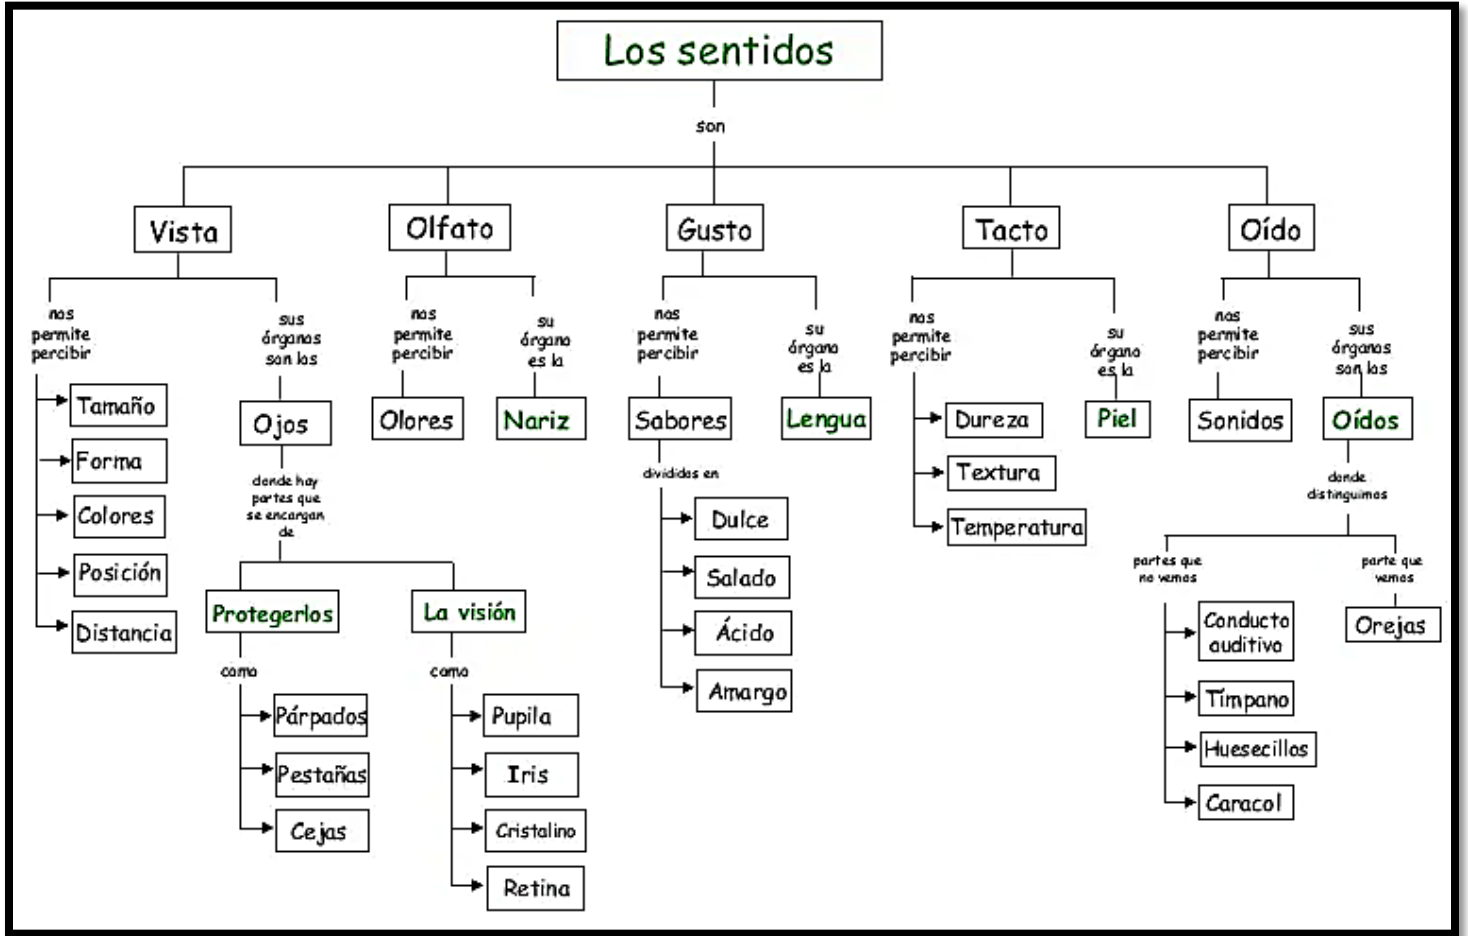 Los sentidos
son
Vista
Olfato
Gusto
Tacto
Oído
nos
permite
percibir
sus
órganos
son los
nos
permite
percibir
su
órgano
es la
nos
permite
percibir
su
órgano
es la
nos
permite
percibir
su
órgano
es la
nos
permite
percibir
sus
órganos
son los
Tamaño
Forma
Colores
Posición
Distancia
Ojos
donde hay
partes que
se encargan
de
Protegerlos
como
Párpados
Pestañas
Cejas
La visión
como
Pupila
Iris
Cristalino
Retina
Olores
Nariz
Sabores
divididos en
Dulce
Salado
Ácido
Amargo
Lengua
Dureza
Textura
Temperatura
Piel
Sonidos
Oídos
donde
distinguimos
partes que
no vemos
Conducto
auditivo
Tímpano
Huesecillos
Caracol
parte que
vemos
Orejas